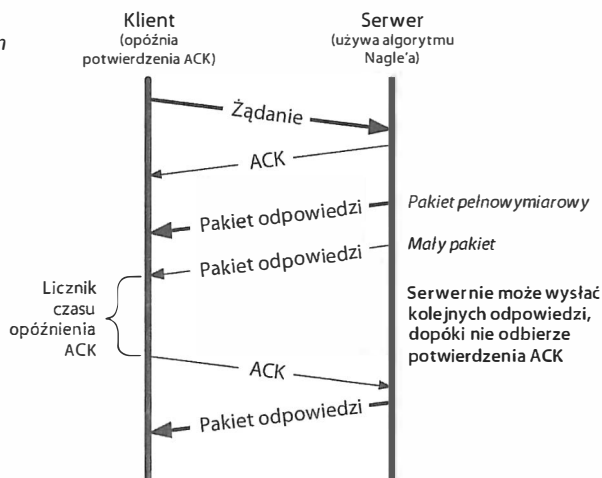 Klient
(opóźnia
potwierdzenia ACK)
Serwer
(używa algorytmu
Nagle'a)
Żądanie
ACK
Pakiet odpowiedzi
Pakiet pełnowymiarowy
Pakiet odpowiedzi
Mały pakiet
Licznik
czasu
opóźnienia
ACK
Serwer nie może wysłać
kolejnych odpowiedzi,
dopóki nie odbierze
potwierdzenia ACK
ACK
Pakiet odpowiedzi